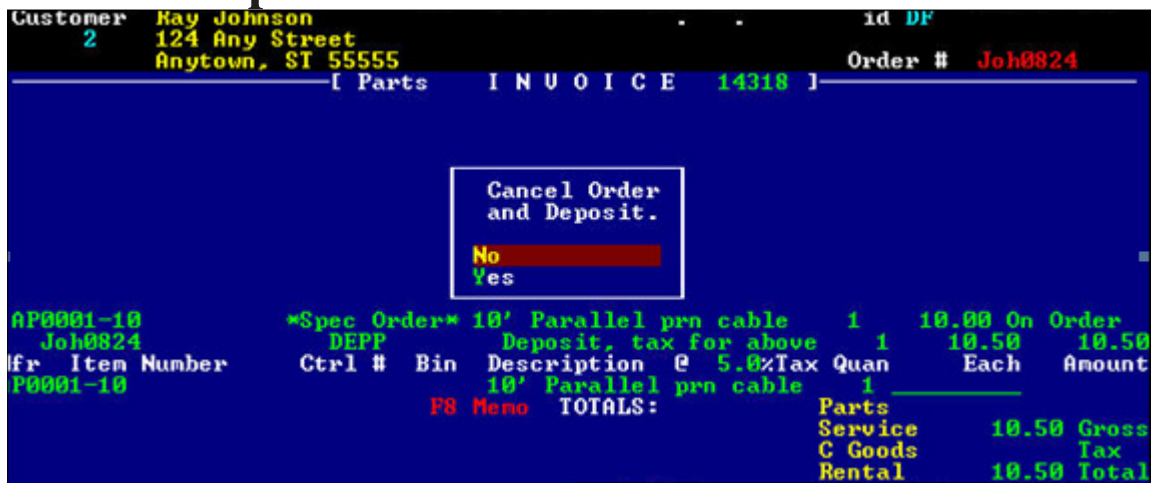 Customer Ray Johnson . . id DF
2 124 Any Street
Anytown, ST 55555 Order # Joh0824
[ Parts I N V O I C E 14318 ]
Cancel Order
and Deposit.
No
Yes
AP0001-10 *Spec Order* 10' Parallel prn cable 1 10.00 On Order
Joh0824 DEPP Deposit, tax for above 1 10.50 10.50
fr Item Number Ctrl # Bin Description @ 5.0%Tax Quan Each Amount
P0001-10 10' Parallel prn cable 1
F8 Memo TOTALS: Parts
Service 10.50 Gross
C Goods Tax
Rental 10.50 Total